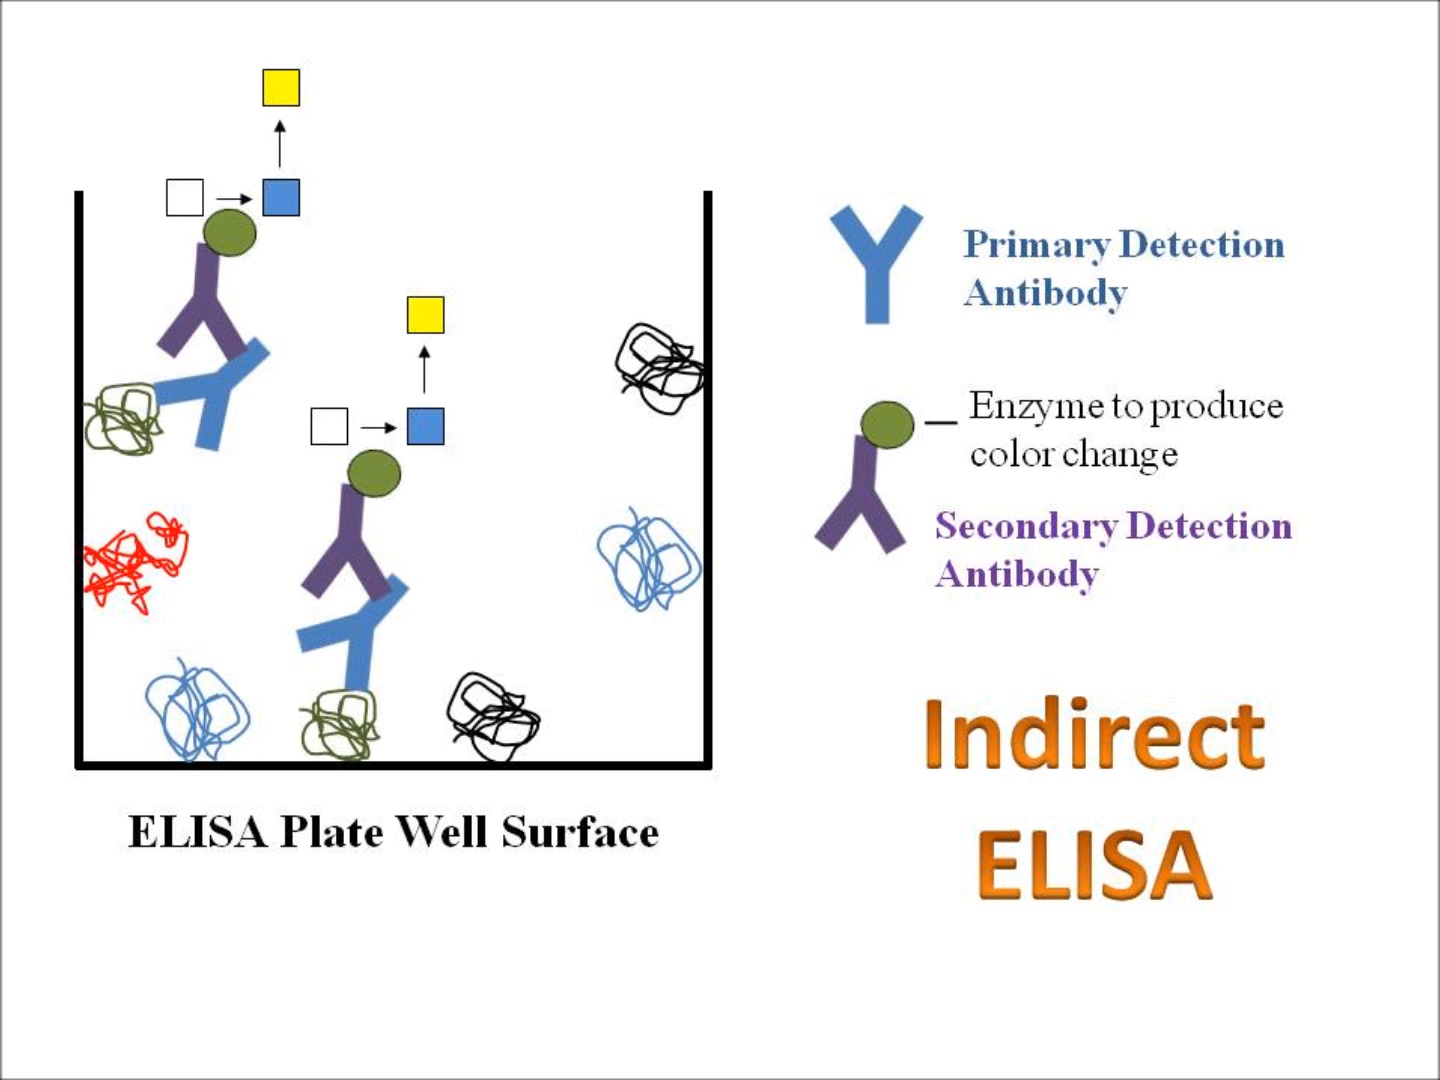 Primary Detection
Antibody
Enzyme to produce
color change
Secondary Detection
Antibody
Indirect
ELISA
ELISA Plate Well Surface